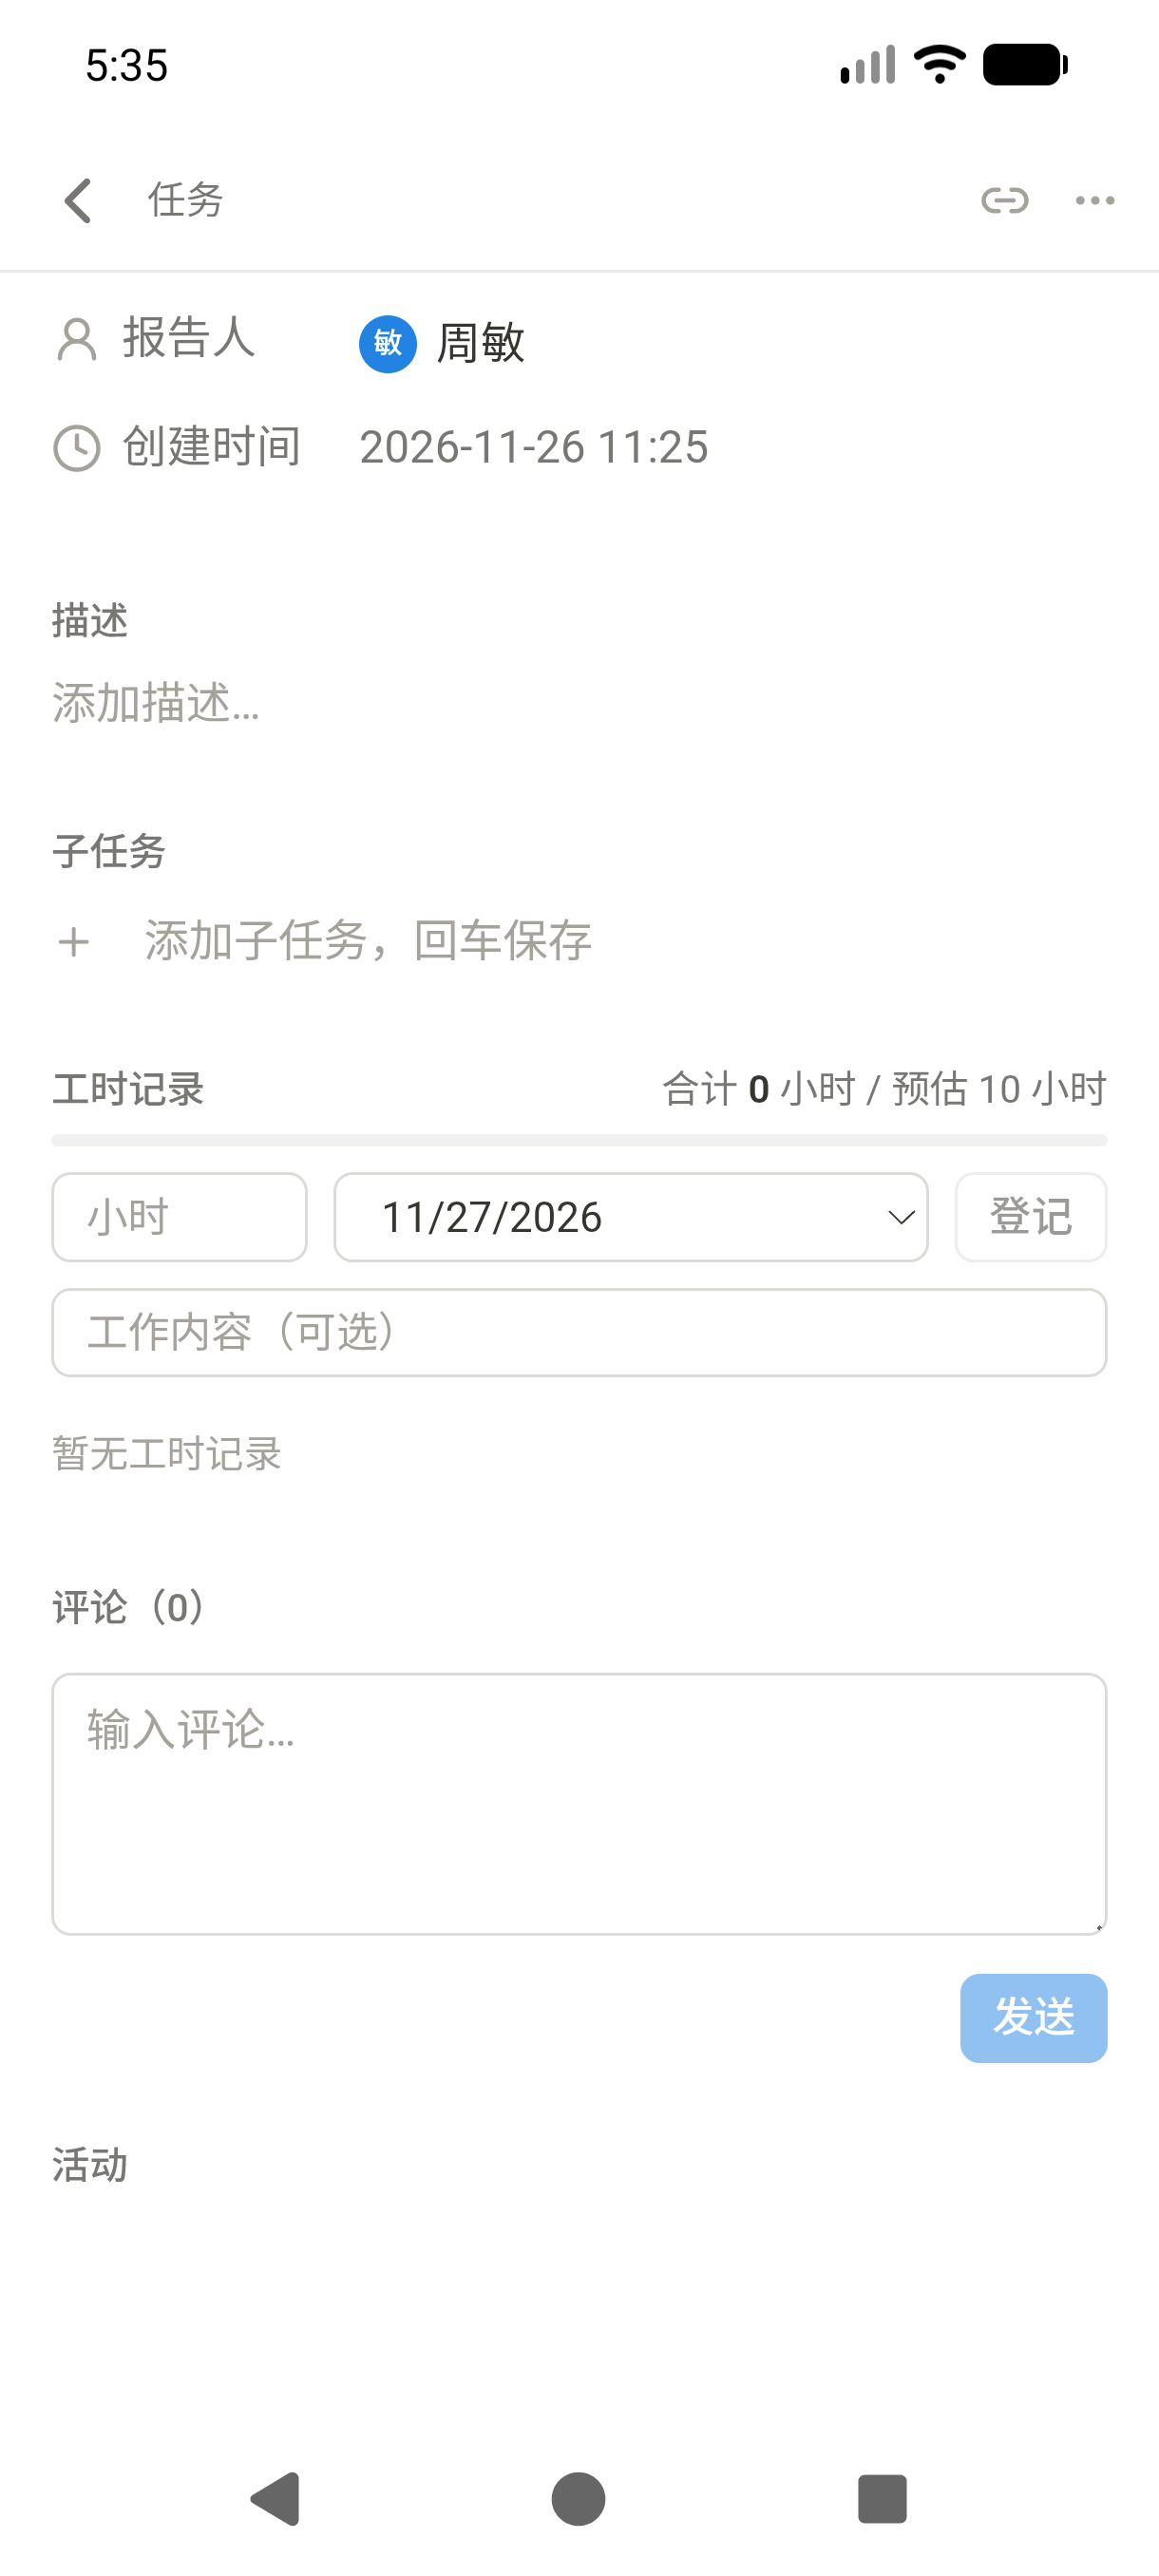 5:35
任务
报告人 敏 周敏
创建时间 2026-11-26 11:25
描述
添加描述...
子任务
添加子任务，回车保存
工时记录 合计 0 小时 / 预估 10 小时
小时 11/27/2026 登记
工作内容（可选）
暂无工时记录
评论（0）
输入评论...
发送
活动